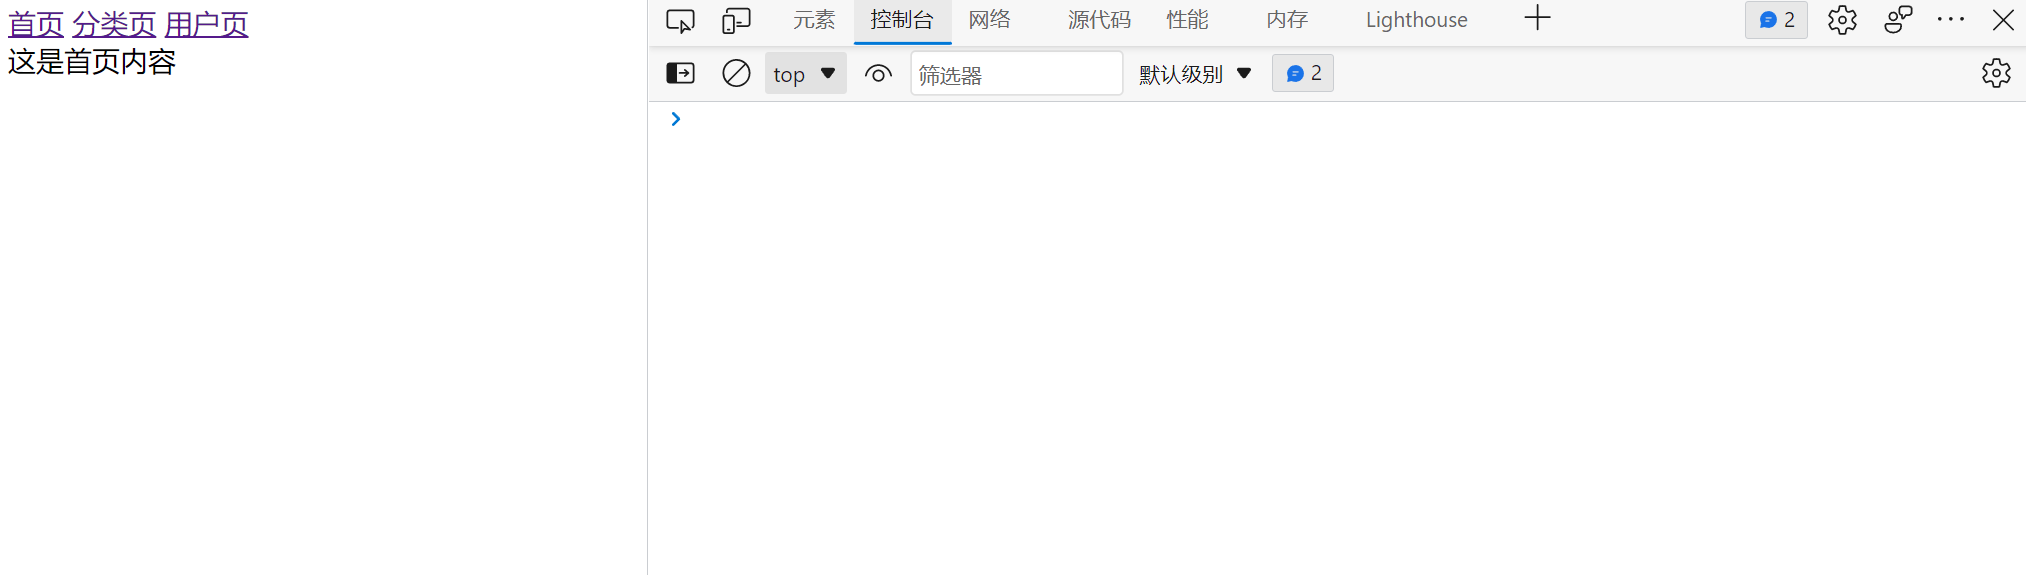 首页 分类页 用户页
这是首页内容
元素 控制台 网络 源代码 性能 内存 Lighthouse 2
top 筛选器 默认级别 2